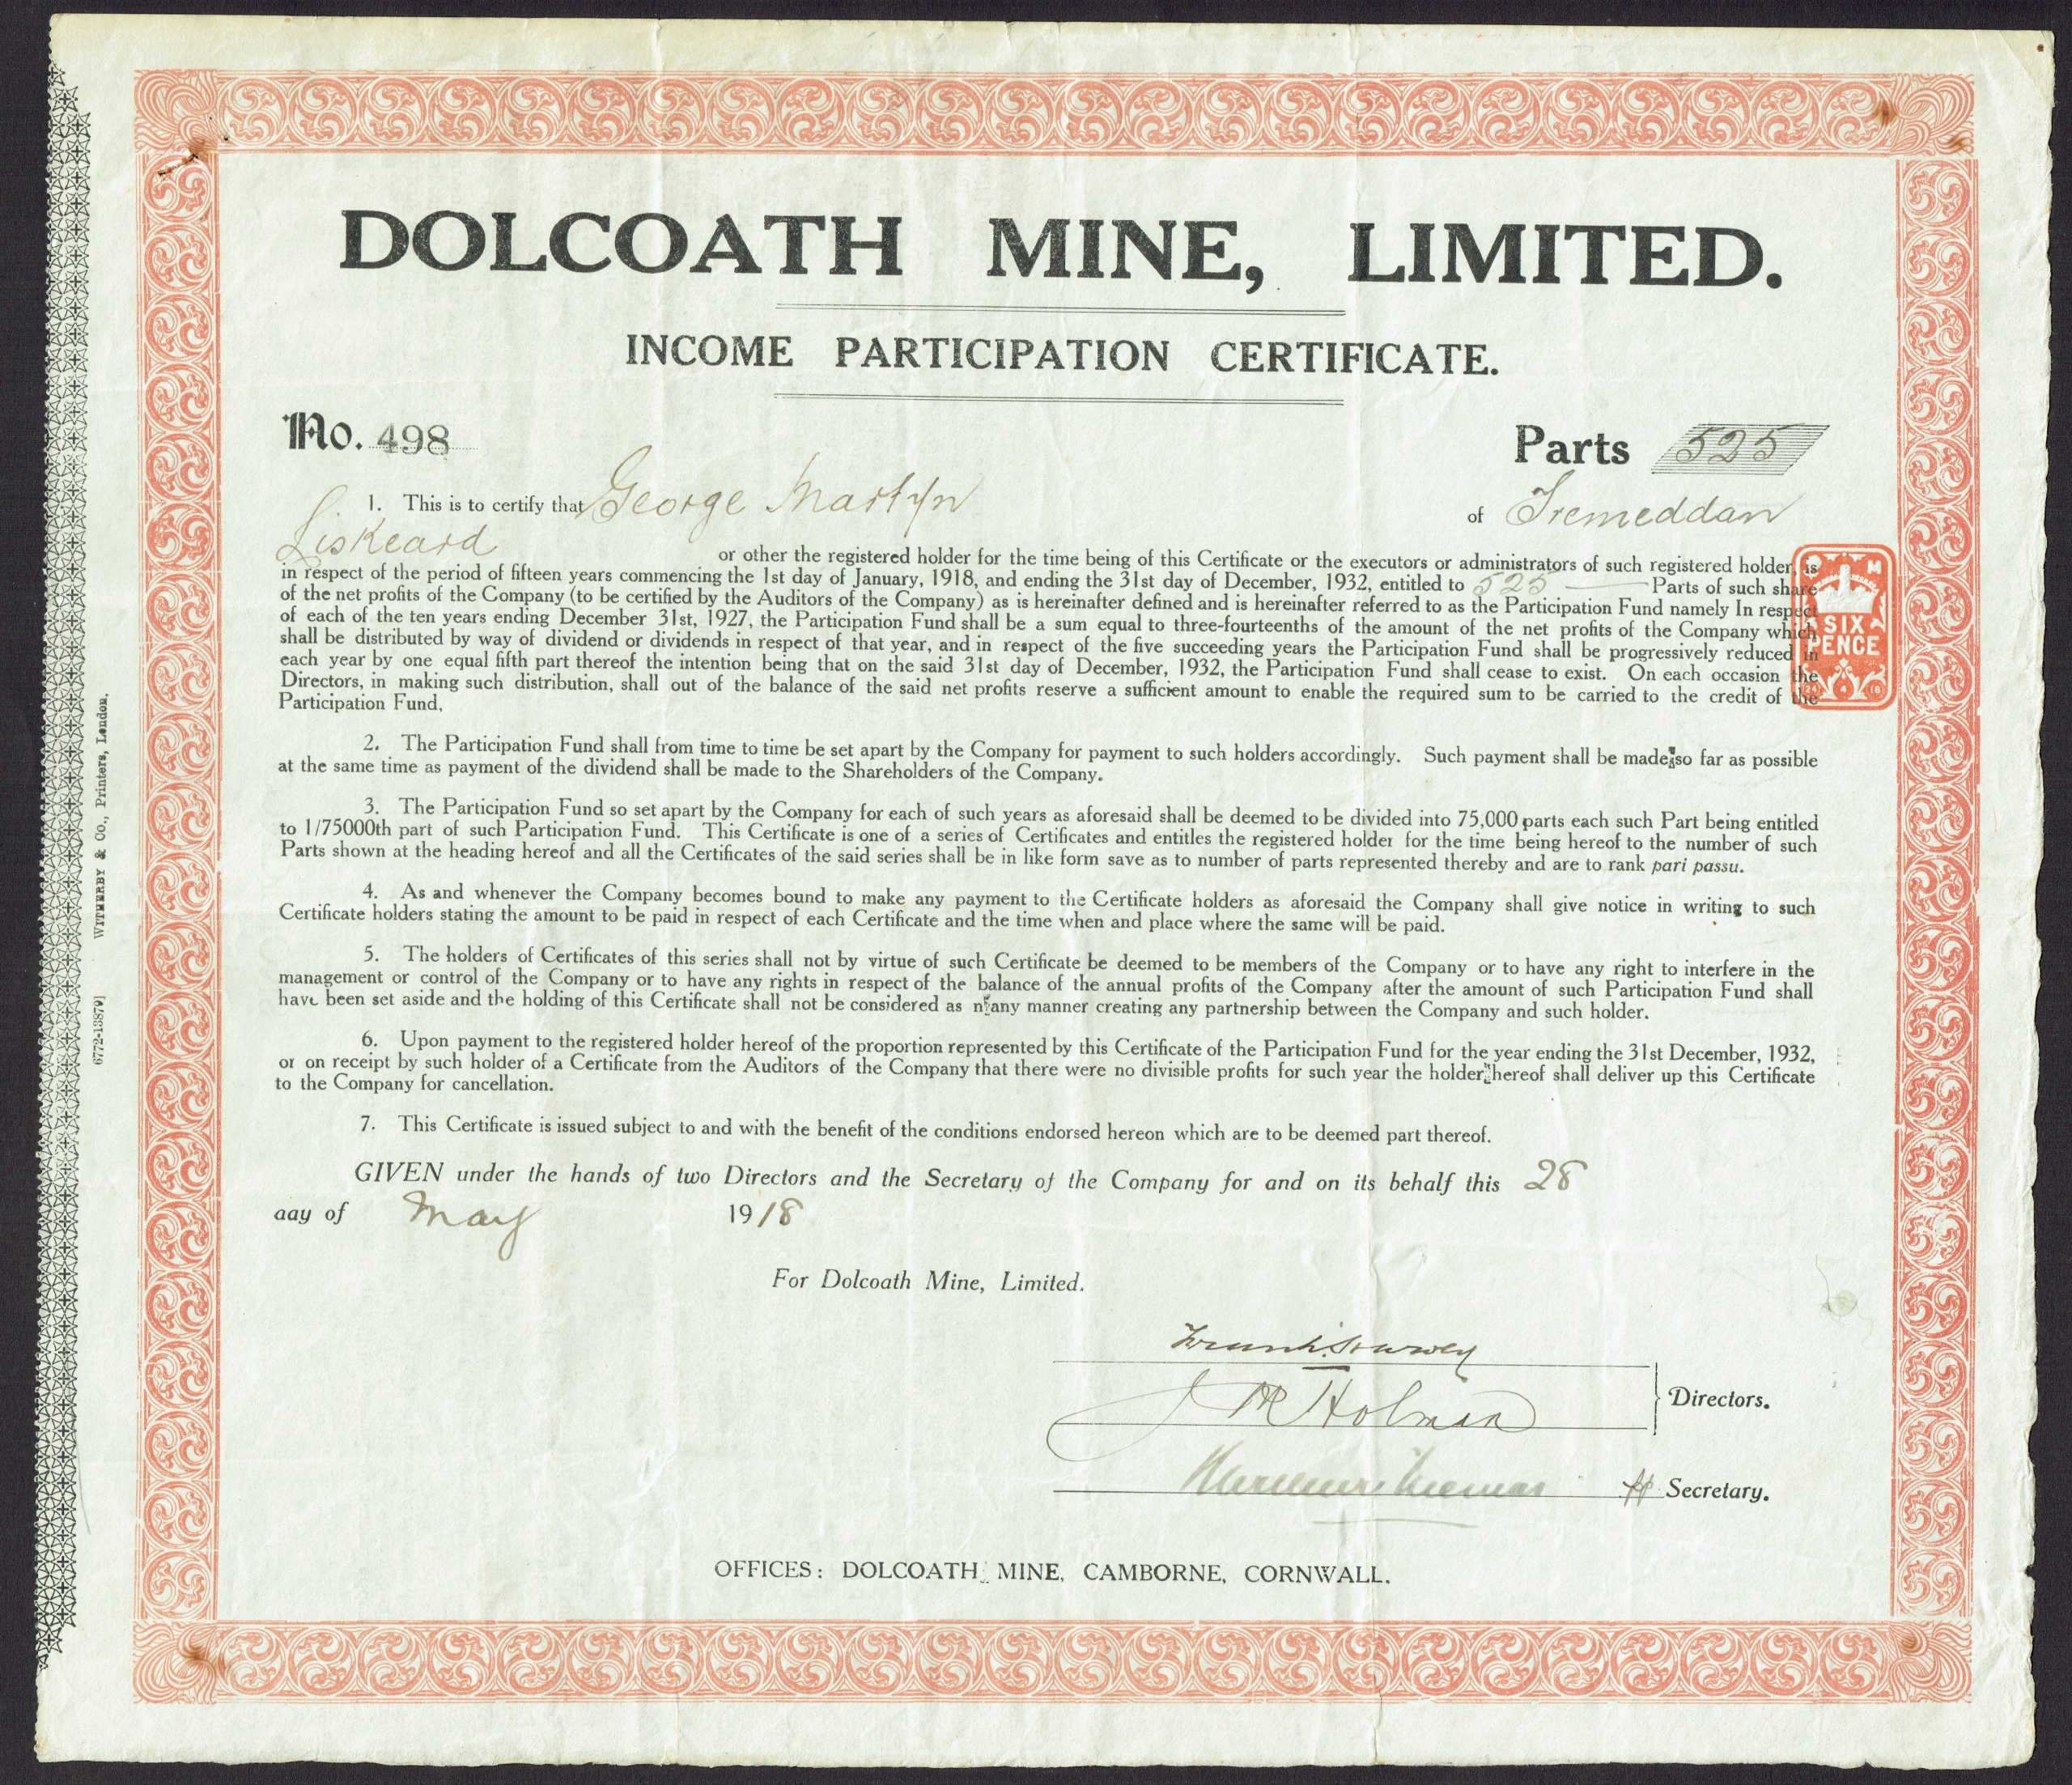 DOLCOATH MINE, LIMITED.
INCOME PARTICIPATION CERTIFICATE.
No. 498
Parts 525
1. This is to certify that George Martyn of Tremeddan
Liskeard or other the registered holder for the time being of this Certificate or the executors or administrators of such registered holder, is
in respect of the period of fifteen years commencing the 1st day of January, 1918, and ending the 31st day of December, 1932, entitled to 525 Parts of such share
of the net profits of the Company (to be certified by the Auditors of the Company) as is hereinafter defined and is hereinafter referred to as the Participation Fund namely In respect
of each of the ten years ending December 31st, 1927, the Participation Fund shall be a sum equal to three-fourteenths of the amount of the net profits of the Company which
shall be distributed by way of dividend or dividends in respect of that year, and in respect of the five succeeding years the Participation Fund shall be progressively reduced in
each year by one equal fifth part thereof the intention being that on the said 31st day of December, 1932, the Participation Fund shall cease to exist. On each occasion the
Directors, in making such distribution, shall out of the balance of the said net profits reserve a sufficient amount to enable the required sum to be carried to the credit of the
Participation Fund,
M
SIX
PENCE
24 4 18
2. The Participation Fund shall from time to time be set apart by the Company for payment to such holders accordingly. Such payment shall be made so far as possible
at the same time as payment of the dividend shall be made to the Shareholders of the Company.
3. The Participation Fund so set apart by the Company for each of such years as aforesaid shall be deemed to be divided into 75,000 parts each such Part being entitled
to 1/75000th part of such Participation Fund. This Certificate is one of a series of Certificates and entitles the registered holder for the time being hereof to the number of such
Parts shown at the heading hereof and all the Certificates of the said series shall be in like form save as to number of parts represented thereby and are to rank pari passu.
4. As and whenever the Company becomes bound to make any payment to the Certificate holders as aforesaid the Company shall give notice in writing to such
Certificate holders stating the amount to be paid in respect of each Certificate and the time when and place where the same will be paid.
5. The holders of Certificates of this series shall not by virtue of such Certificate be deemed to be members of the Company or to have any right to interfere in the
management or control of the Company or to have any rights in respect of the balance of the annual profits of the Company after the amount of such Participation Fund shall
have been set aside and the holding of this Certificate shall not be considered as any manner creating any partnership between the Company and such holder.
6. Upon payment to the registered holder hereof of the proportion represented by this Certificate of the Participation Fund for the year ending the 31st December, 1932,
or on receipt by such holder of a Certificate from the Auditors of the Company that there were no divisible profits for such year the holder hereof shall deliver up this Certificate
to the Company for cancellation.
7. This Certificate is issued subject to and with the benefit of the conditions endorsed hereon which are to be deemed part thereof.
GIVEN under the hands of two Directors and the Secretary of the Company for and on its behalf this 28
day of May 1918
For Dolcoath Mine, Limited.
Frank Harvey
J M Holman
Directors.
Secretary.
OFFICES: DOLCOATH MINE, CAMBORNE, CORNWALL.
6772-13879] WITHERBY & Co., Printers, London.